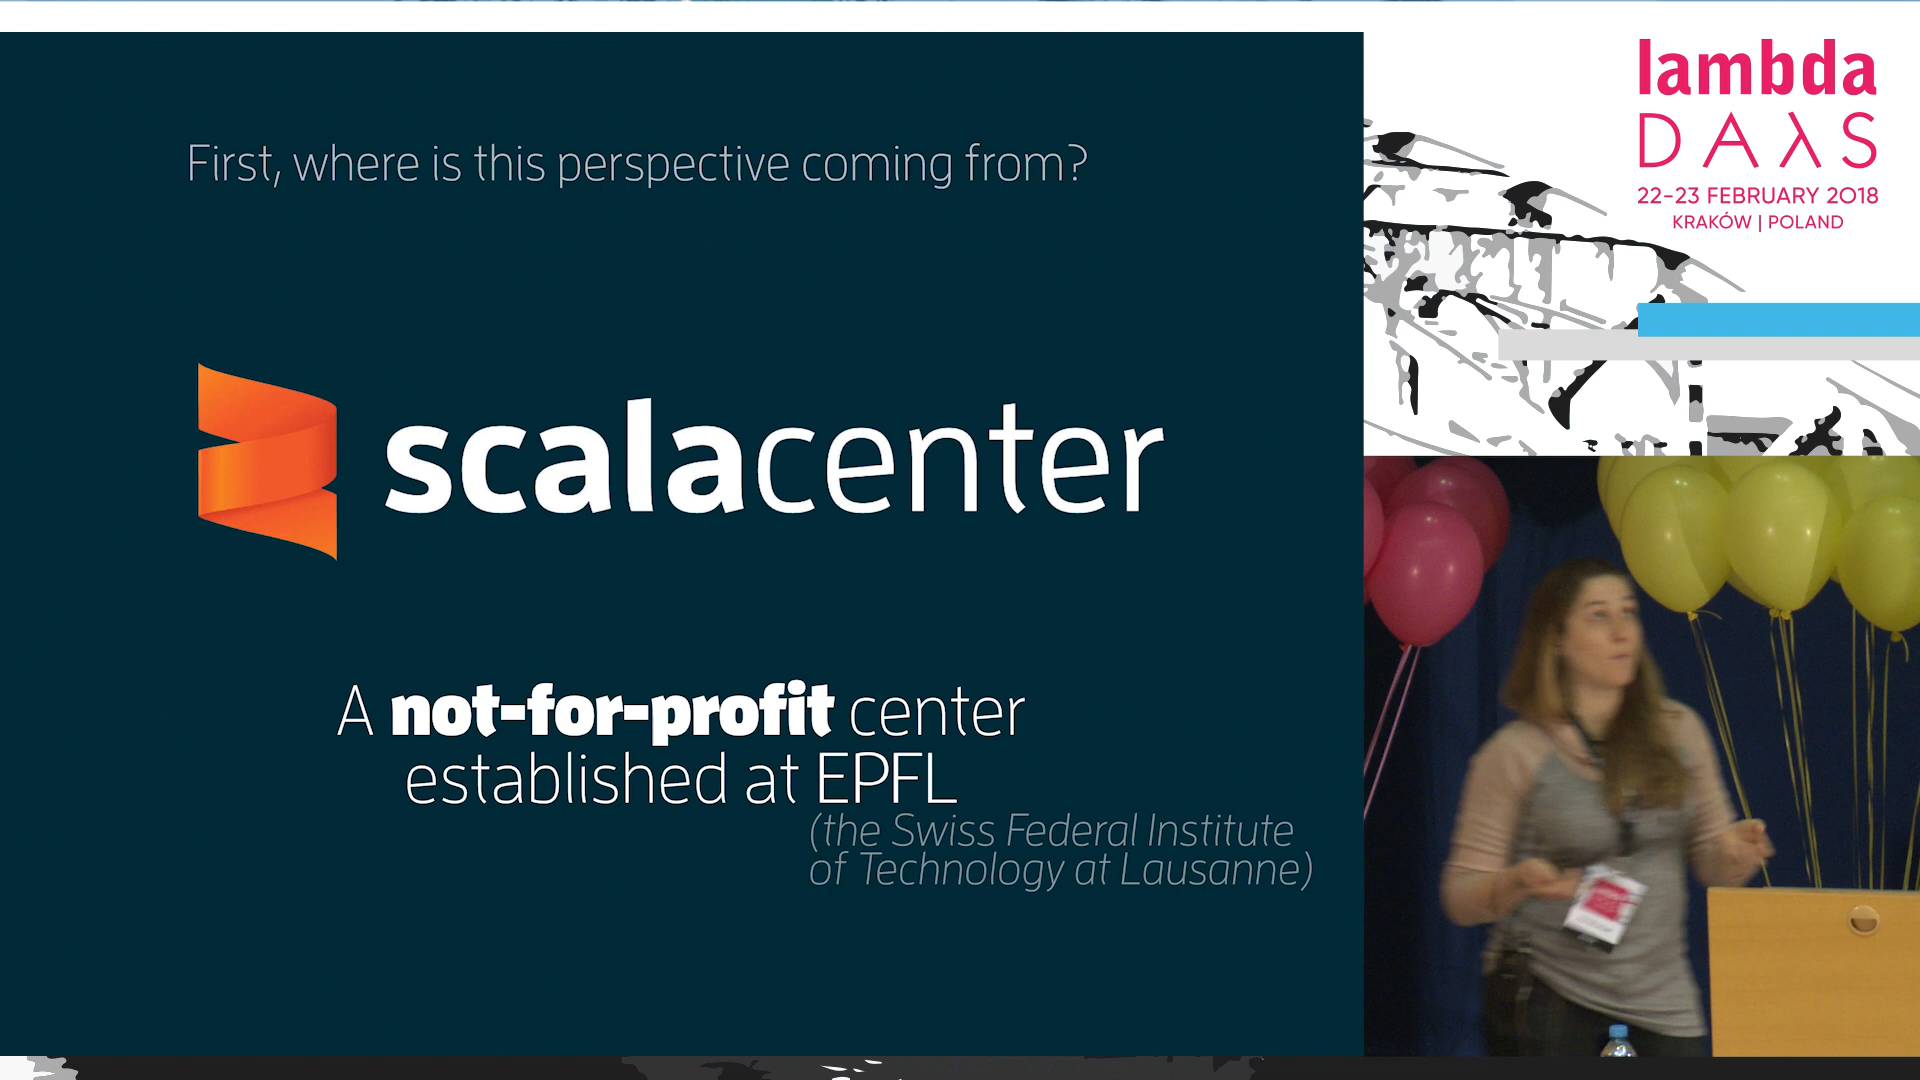 First, where is this perspective coming from?
scalacenter
A not-for-profit center
established at EPFL
(the Swiss Federal Institute
of Technology at Lausanne)
lambda
DAλS
22-23 FEBRUARY 2018
KRAKÓW | POLAND